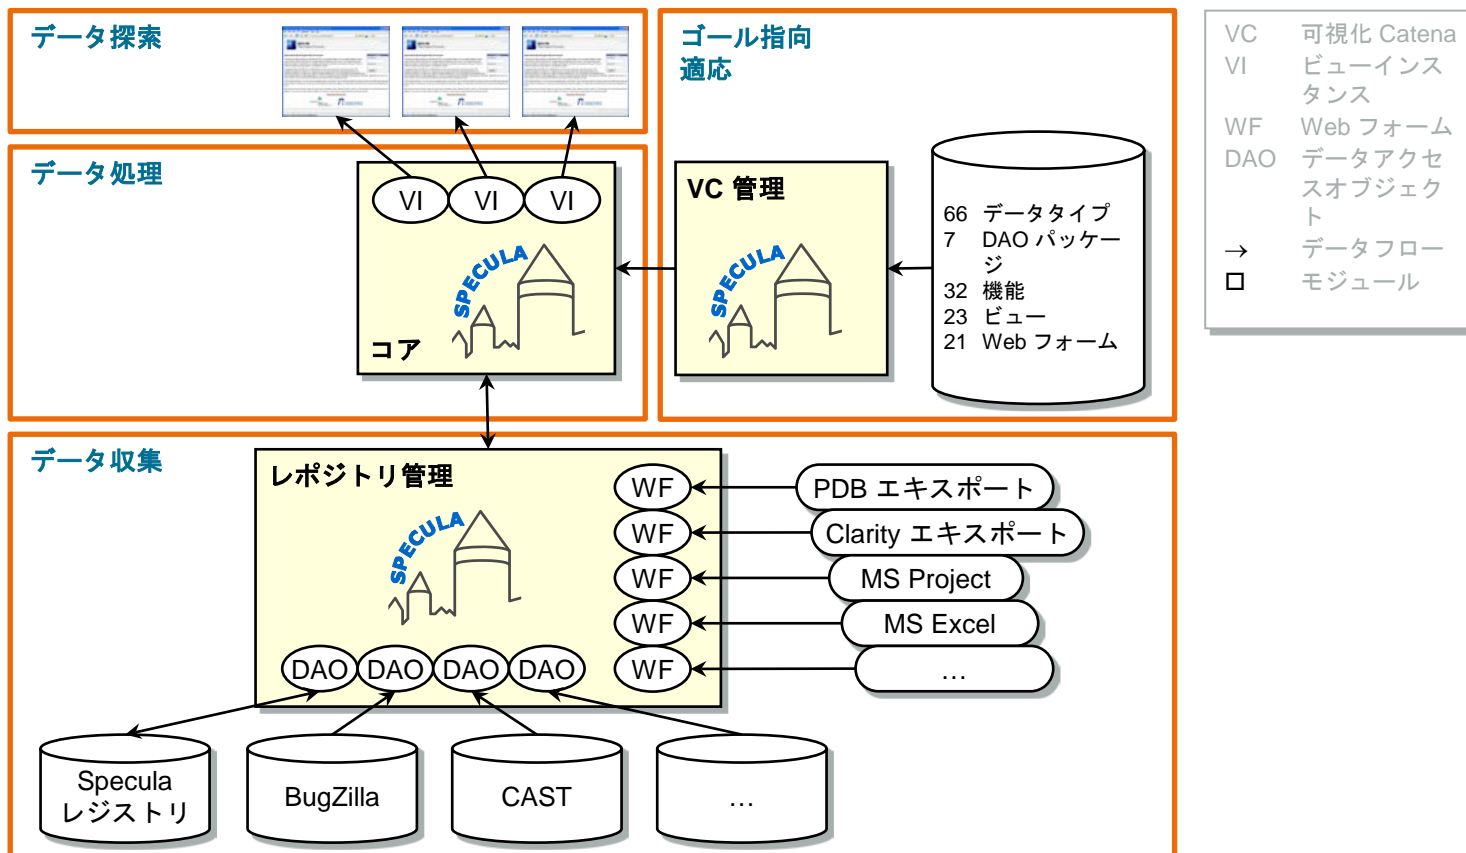 データ探索
ゴール指向
適応
VC 可視化 Catena
VI ビューインス
タンス
WF Web フォーム
DAO データアクセ
スオブジェク
ト
→ データフロー
モジュール
データ処理
VI VI VI
SPECULA
コア
VC 管理
SPECULA
66 データタイプ
7 DAO パッケー
ジ
32 機能
23 ビュー
21 Web フォーム
データ収集
レポジトリ管理
SPECULA
WF PDB エキスポート
WF Clarity エキスポート
WF MS Project
WF MS Excel
WF …
DAO DAO DAO DAO
Specula
レジストリ
BugZilla
CAST
…